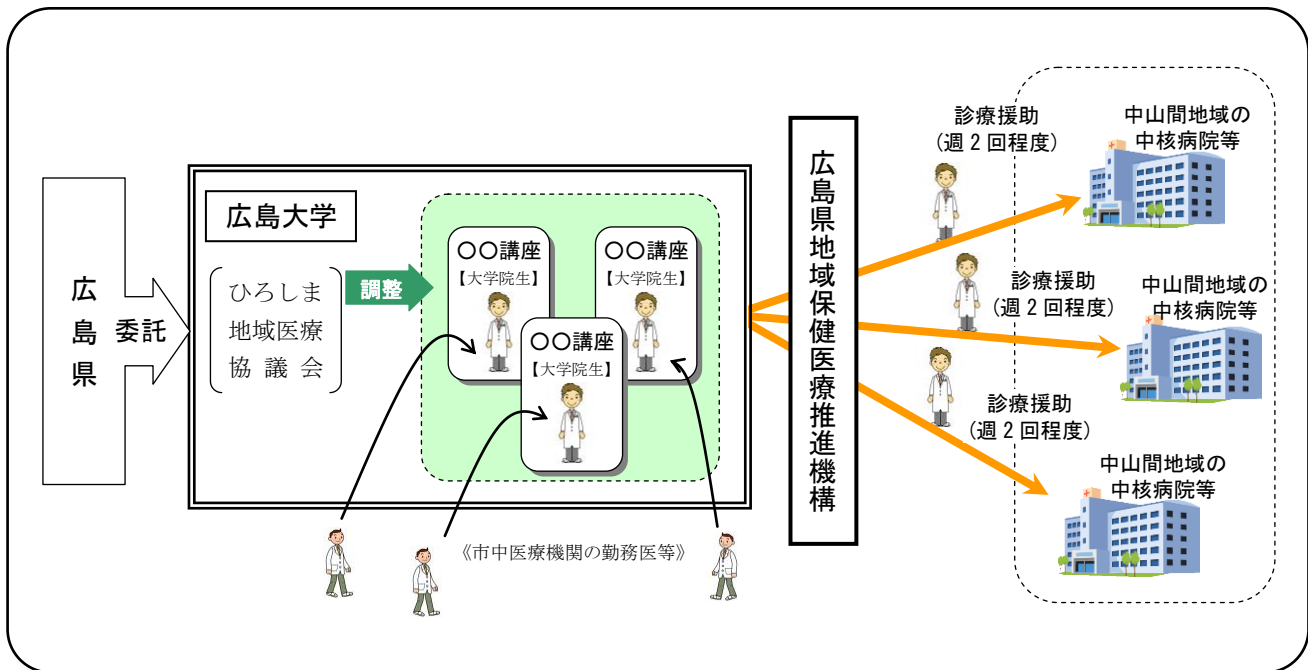 広島県
委託
広島大学
ひろしま
地域医療
協議会
調整
〇〇講座
【大学院生】
〇〇講座
【大学院生】
〇〇講座
【大学院生】
《市中医療機関の勤務医等》
広島県地域保健医療推進機構
診療援助
(週2回程度)
中山間地域の
中核病院等
診療援助
(週2回程度)
中山間地域の
中核病院等
診療援助
(週2回程度)
中山間地域の
中核病院等